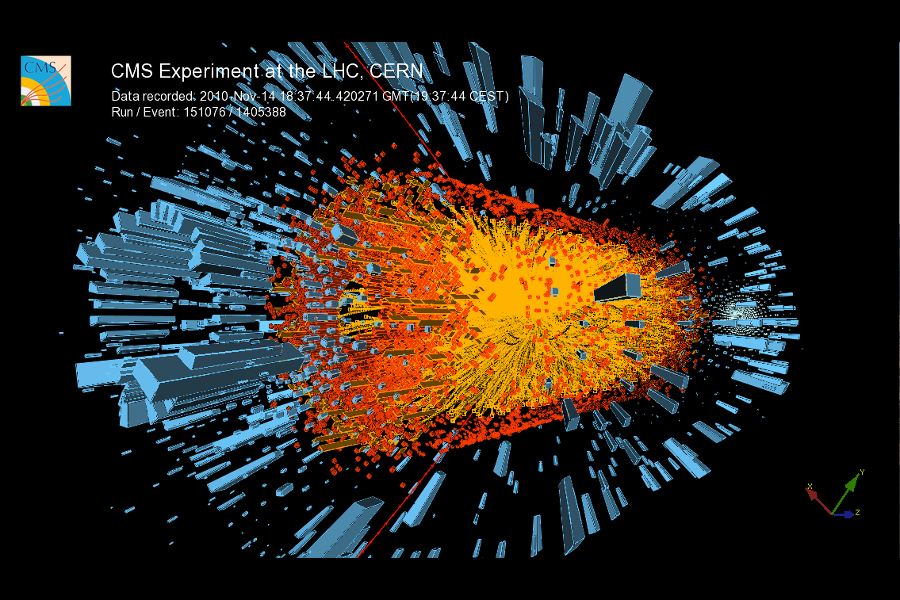 CMS
CMS Experiment at the LHC, CERN
Data recorded: 2010-Nov-14 18:37:44.420271 GMT(19:37:44 CEST)
Run / Event: 151076 / 1405388
Y
X
Z